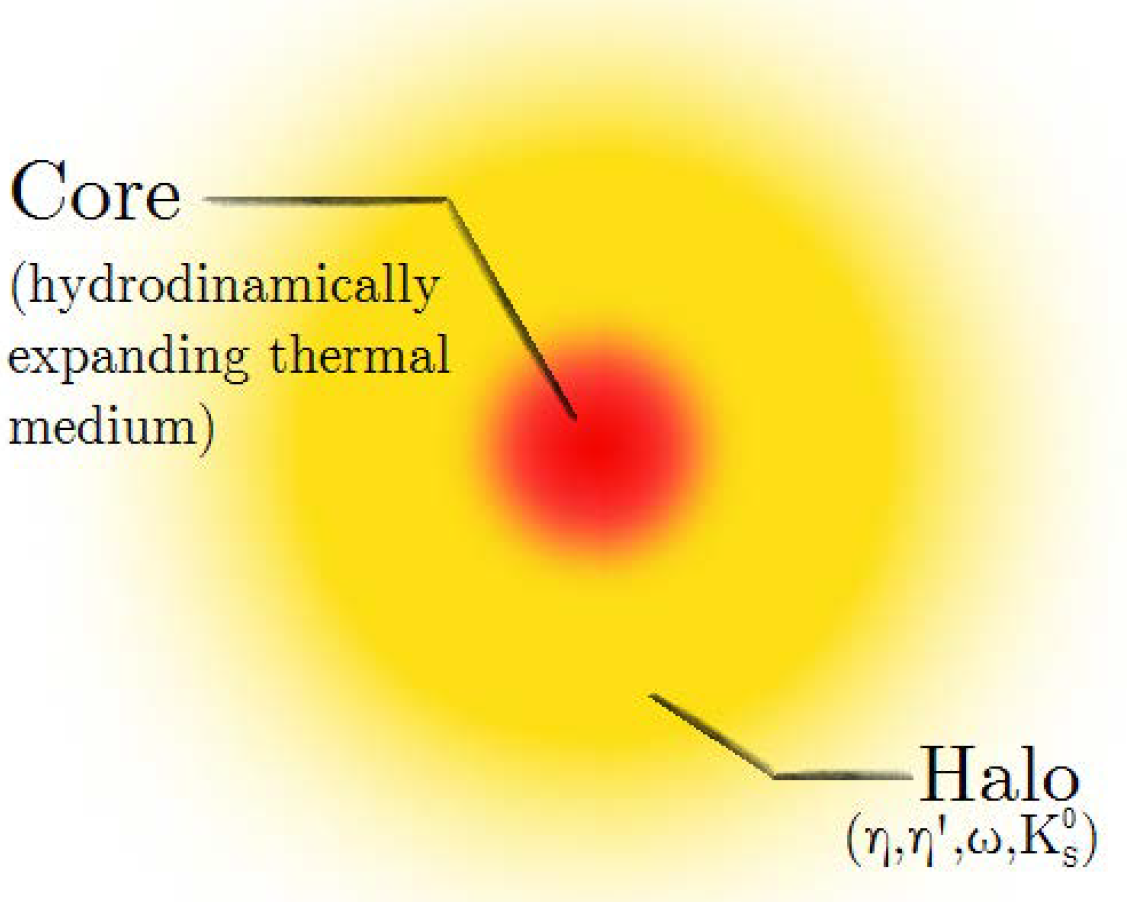 Core
(hydrodinamically
expanding thermal
medium)
Halo
(η,η',ω,K⁰ₛ)